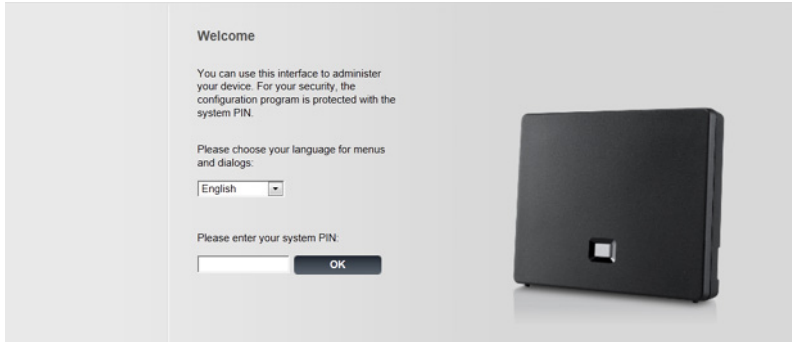 Welcome
You can use this interface to administer
your device. For your security, the
configuration program is protected with the
system PIN.
Please choose your language for menus
and dialogs:
English
Please enter your system PIN:
OK